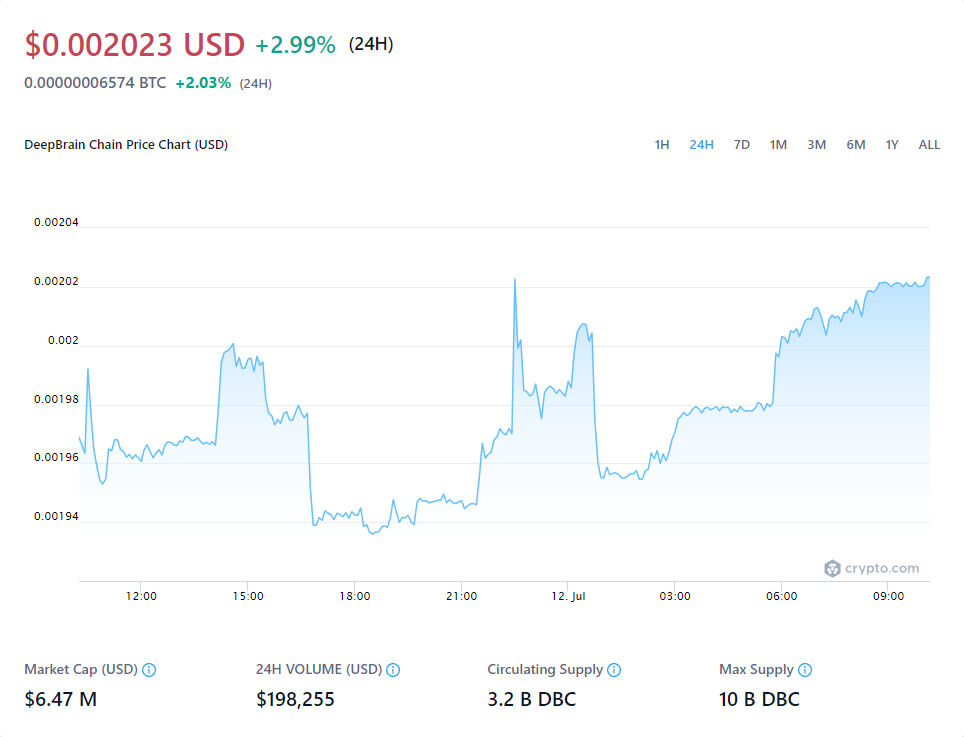 $0.002023 USD +2.99% (24H)
0.00000006574 BTC +2.03% (24H)
DeepBrain Chain Price Chart (USD) 1H 24H 7D 1M 3M 6M 1Y ALL
0.00204
0.00202
0.002
0.00198
0.00196
0.00194
crypto.com
12:00 15:00 18:00 21:00 12. Jul 03:00 06:00 09:00
Market Cap (USD) 24H VOLUME (USD) Circulating Supply Max Supply
$6.47 M $198,255 3.2 B DBC 10 B DBC